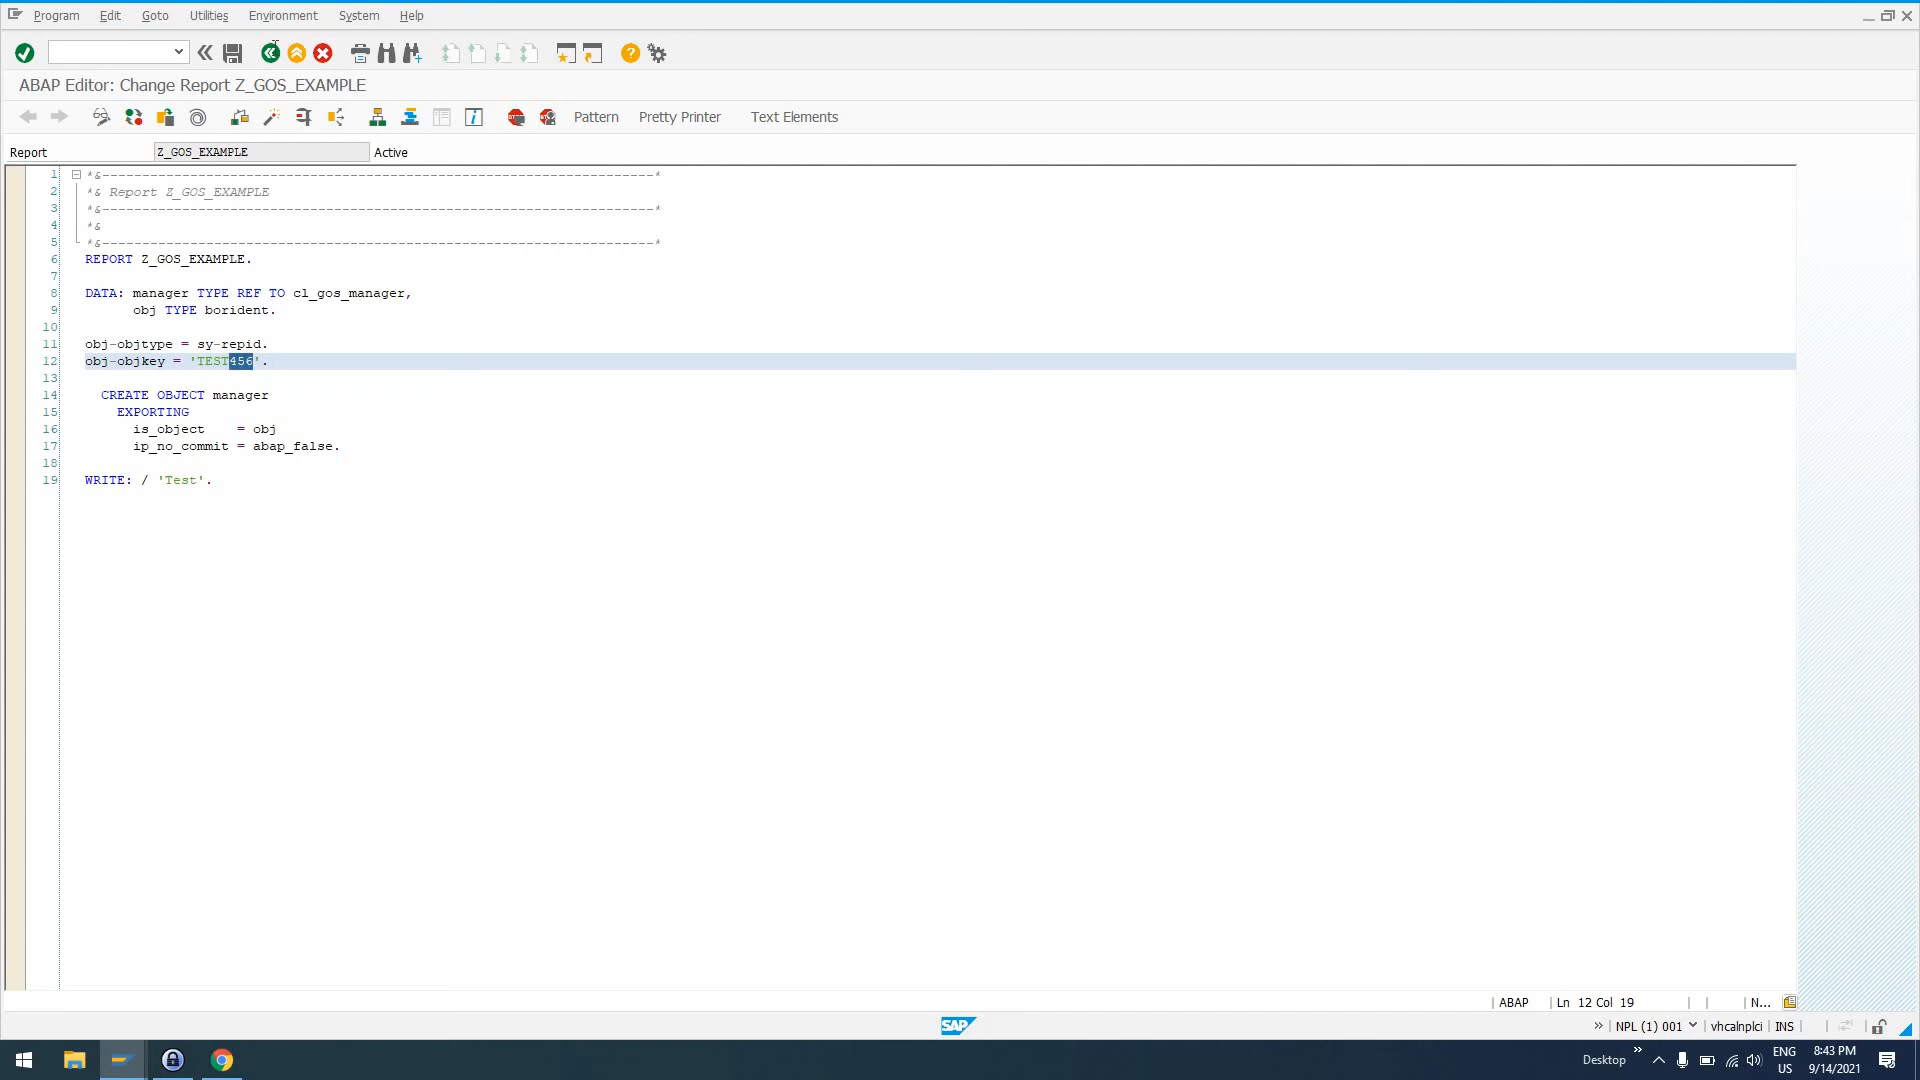 Program Edit Goto Utilities Environment System Help
ABAP Editor: Change Report Z_GOS_EXAMPLE
Pattern Pretty Printer Text Elements
Report Z_GOS_EXAMPLE Active
1 *&---------------------------------------------------------------------*
2 *& Report Z_GOS_EXAMPLE
3 *&---------------------------------------------------------------------*
4 *&
5 *&---------------------------------------------------------------------*
6 REPORT Z_GOS_EXAMPLE.
7
8 DATA: manager TYPE REF TO cl_gos_manager,
9 obj TYPE borident.
10
11 obj-objtype = sy-repid.
12 obj-objkey = 'TEST456'.
13
14 CREATE OBJECT manager
15 EXPORTING
16 is_object = obj
17 ip_no_commit = abap_false.
18
19 WRITE: / 'Test'.
ABAP Ln 12 Col 19 N...
SAP NPL (1) 001 vhcalnplci INS
Desktop ENG 8:43 PM
US 9/14/2021